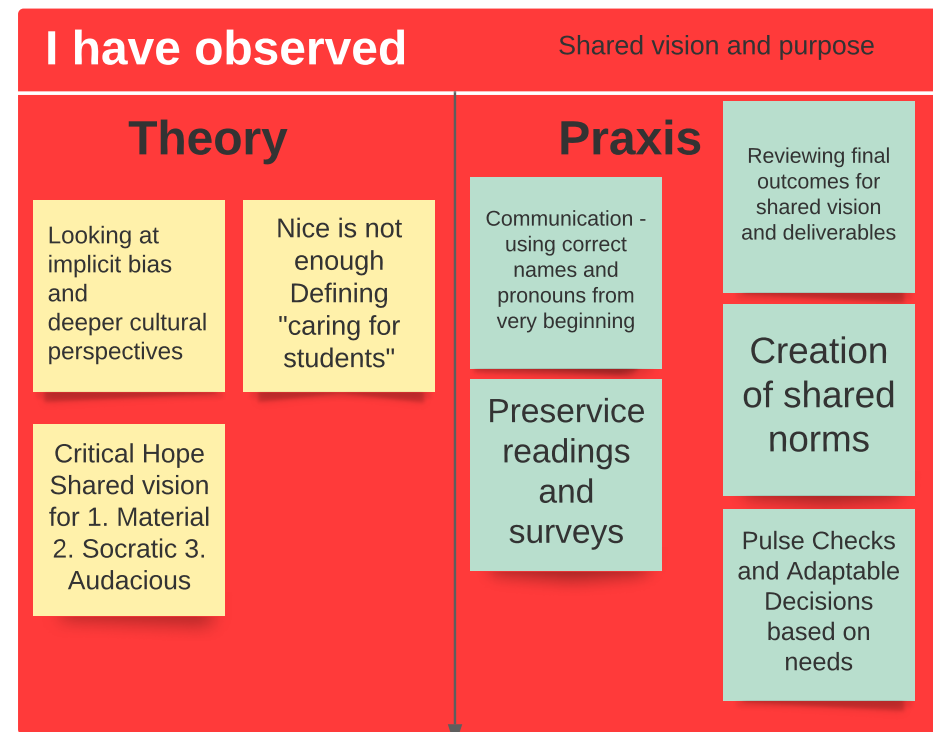 I have observed
Shared vision and purpose
Theory
Looking at
implicit bias
and
deeper cultural
perspectives
Nice is not
enough
Defining
"caring for
students"
Critical Hope
Shared vision
for 1. Material
2. Socratic 3.
Audacious
Praxis
Communication -
using correct
names and
pronouns from
very beginning
Preservice
readings
and
surveys
Reviewing final
outcomes for
shared vision
and deliverables
Creation
of shared
norms
Pulse Checks
and Adaptable
Decisions
based on
needs